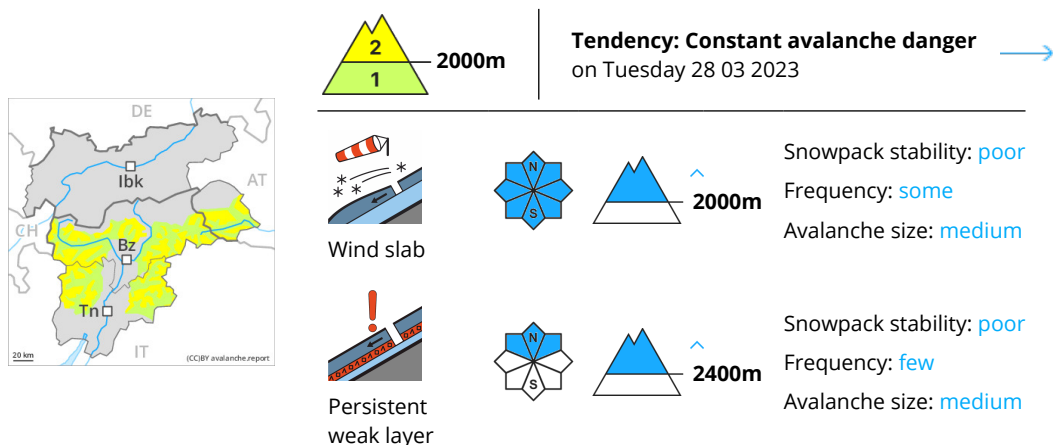 2
1
2000m
Tendency: Constant avalanche danger
on Tuesday 28 03 2023
DE
Ibk
AT
CH
Bz
Tn
IT
20 km
(CC)BY avalanche.report
Wind slab
N
S
2000m
Snowpack stability: poor
Frequency: some
Avalanche size: medium
Persistent
weak layer
N
S
2400m
Snowpack stability: poor
Frequency: few
Avalanche size: medium